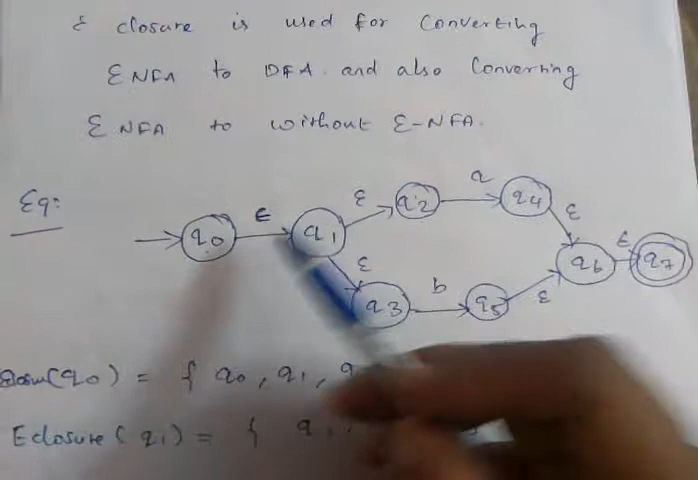 ε closure is used for Converting
ε NFA to DFA. and also Converting
ε NFA to without ε-NFA.
Eg:
q0 ε q1 ε q2 a q4 ε q6 ε q7
ε q3 b q5 ε
(q0) = { q0, q1,
Eclosure(q1) = {